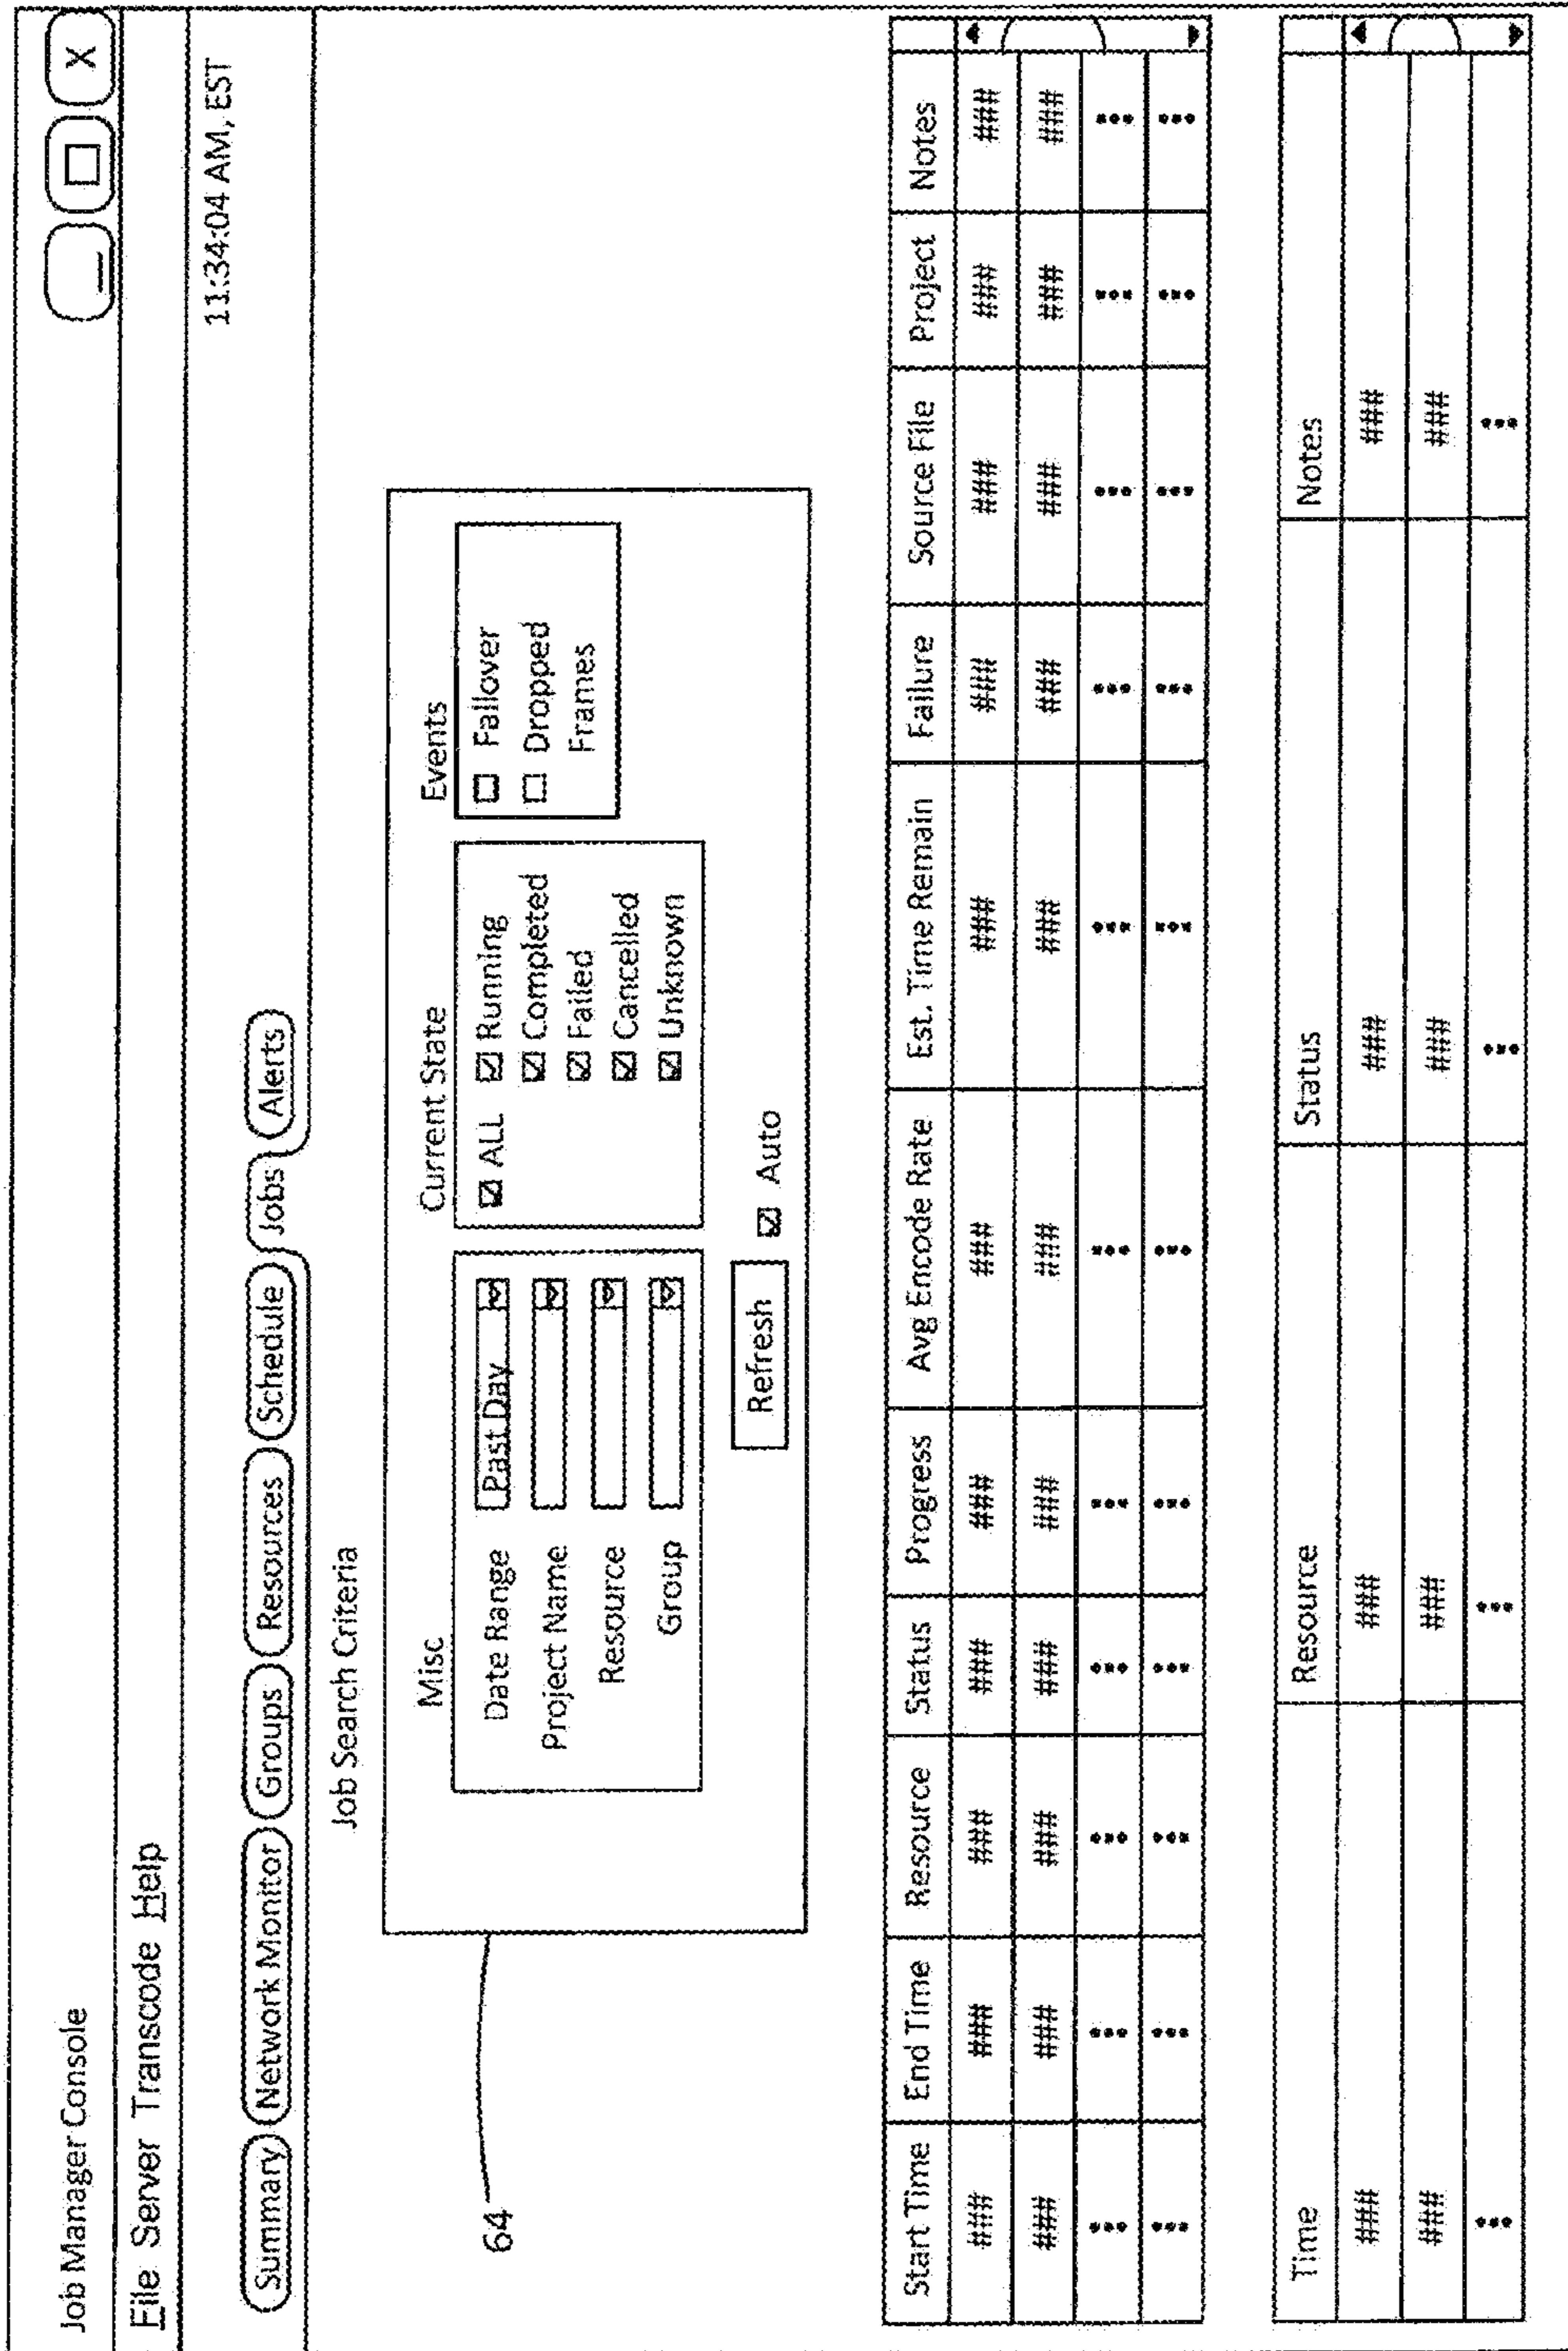 Job Manager Console _ □ X
File Server Transcode Help
11:34:04 AM, EST
Summary Network Monitor Groups Resources Schedule Jobs Alerts
Job Search Criteria
64
Misc Current State Events
Date Range Past Day ☑ ALL ☑ Running ☐ Failover
Project Name ☑ Completed ☐ Dropped
Resource ☑ Failed Frames
Group ☑ Cancelled
☑ Unknown
Refresh ☑ Auto
Start Time End Time Resource Status Progress Avg Encode Rate Est. Time Remain Failure Source File Project Notes
### ### ### ### ### ### ### ### ### ### ###
### ### ### ### ### ### ### ### ### ### ###
••• ••• ••• ••• ••• ••• ••• ••• ••• ••• •••
••• ••• ••• ••• ••• ••• ••• ••• ••• ••• •••
Time Resource Status Notes
### ### ### ###
### ### ### ###
••• ••• ••• •••